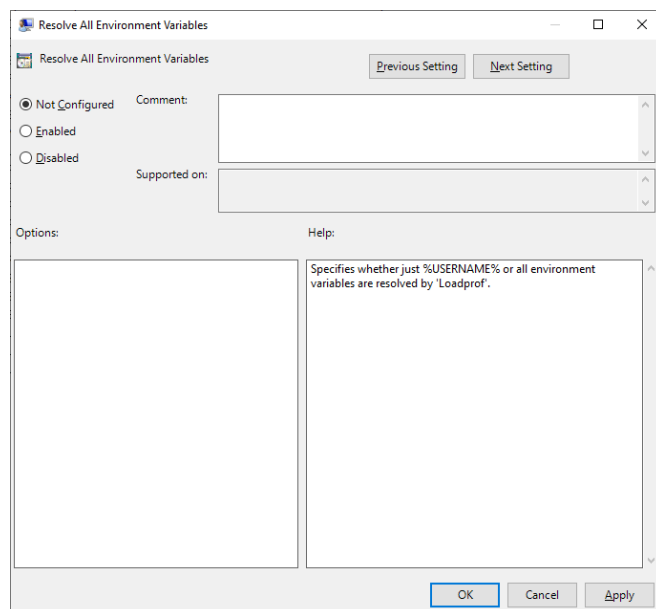 Resolve All Environment Variables
Resolve All Environment Variables
Previous Setting
Next Setting
Not Configured
Comment:
Enabled
Disabled
Supported on:
Options:
Help:
Specifies whether just %USERNAME% or all environment
variables are resolved by 'Loadprof'.
OK
Cancel
Apply